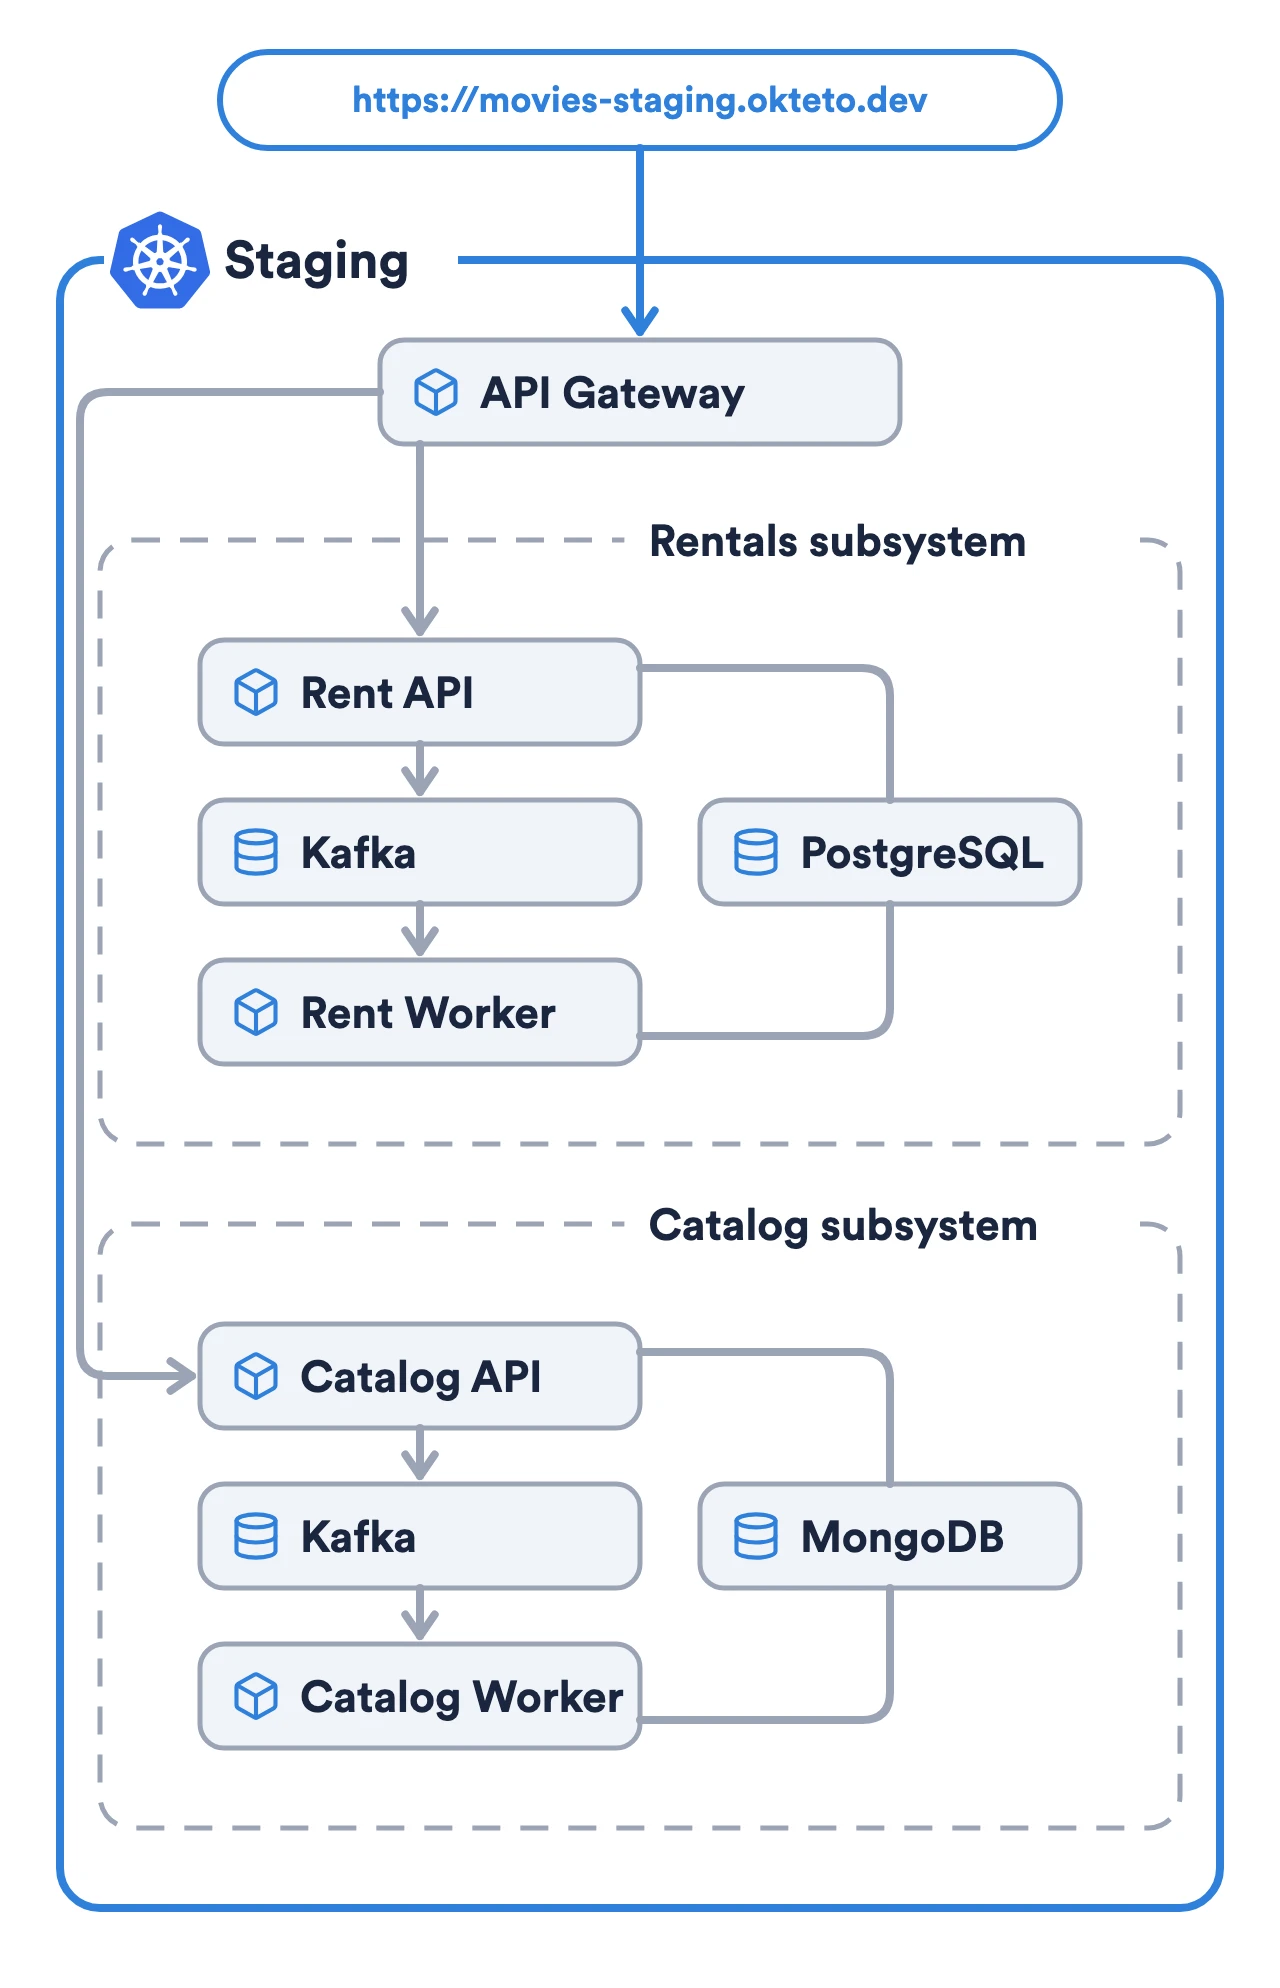 https://movies-staging.okteto.dev
Staging
API Gateway
Rentals subsystem
Rent API
Kafka
PostgreSQL
Rent Worker
Catalog subsystem
Catalog API
Kafka
MongoDB
Catalog Worker